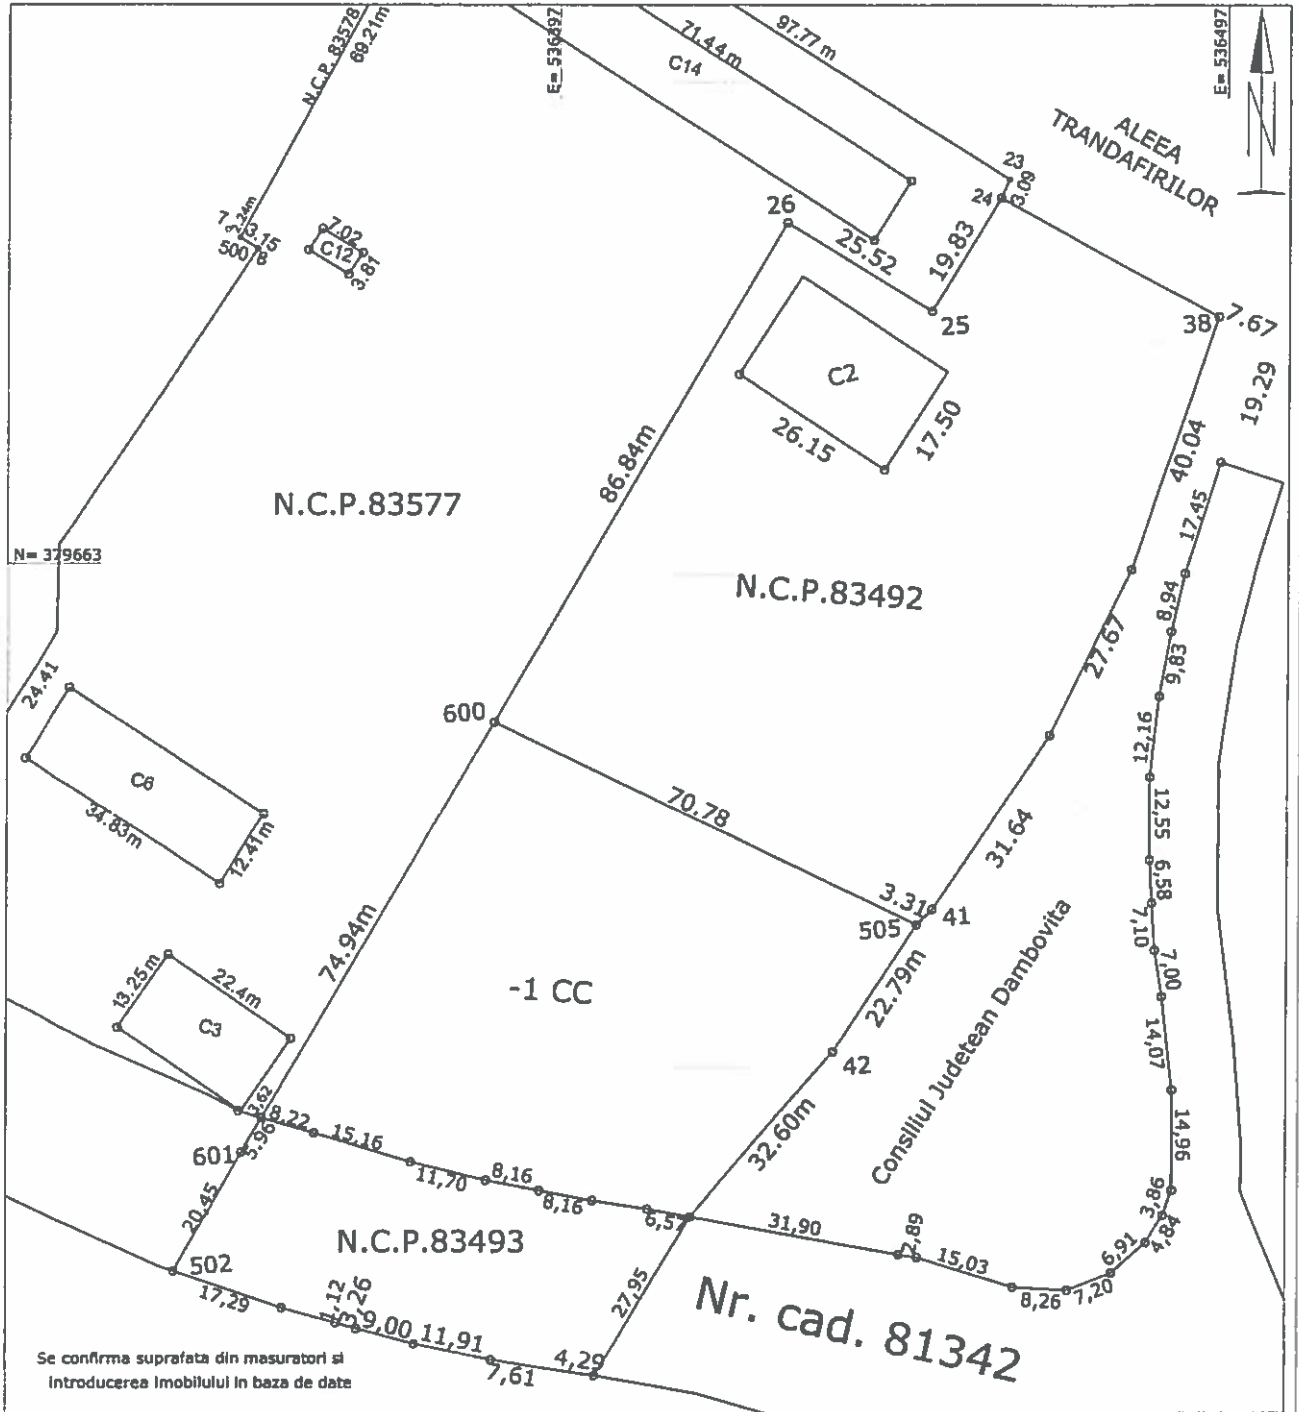 N.C.P. 83578
69.21m
E= 536397
71.44m
C14
97.77 m
E= 536497
N
ALEEA
TRANDAFIRILOR
23
3.09
24
7
2.24m
3.15
500
8
7.02
C12
3.81
26
25.52
19.83
25
38
7.67
19.29
C2
26.15
17.50
40.04
86.84m
17,45
N.C.P.83577
N= 379663
N.C.P.83492
8,94
27.67
9,83
24.41
600
12,16
C6
34.83m
12.41m
70.78
31.64
12,55
6,58
3.31
41
505
7,10
7,00
74.94m
13.25m
22.4m
C3
-1 CC
22.79m
Consiliul Judetean Dambovita
14,07
42
3,62
8,22
15,16
32.60m
14,96
601
5.96
11,70
8,16
8,16
6,57
31,90
2,89
15,03
8,26
7,20
6,91
4,84
3,86
20.45
N.C.P.83493
502
17,29
1,12
3,26
9,00
11,91
7,61
4,29
27,95
Nr. cad. 81342
Se confirma suprafata din masuratori si
introducerea imobilului in baza de date